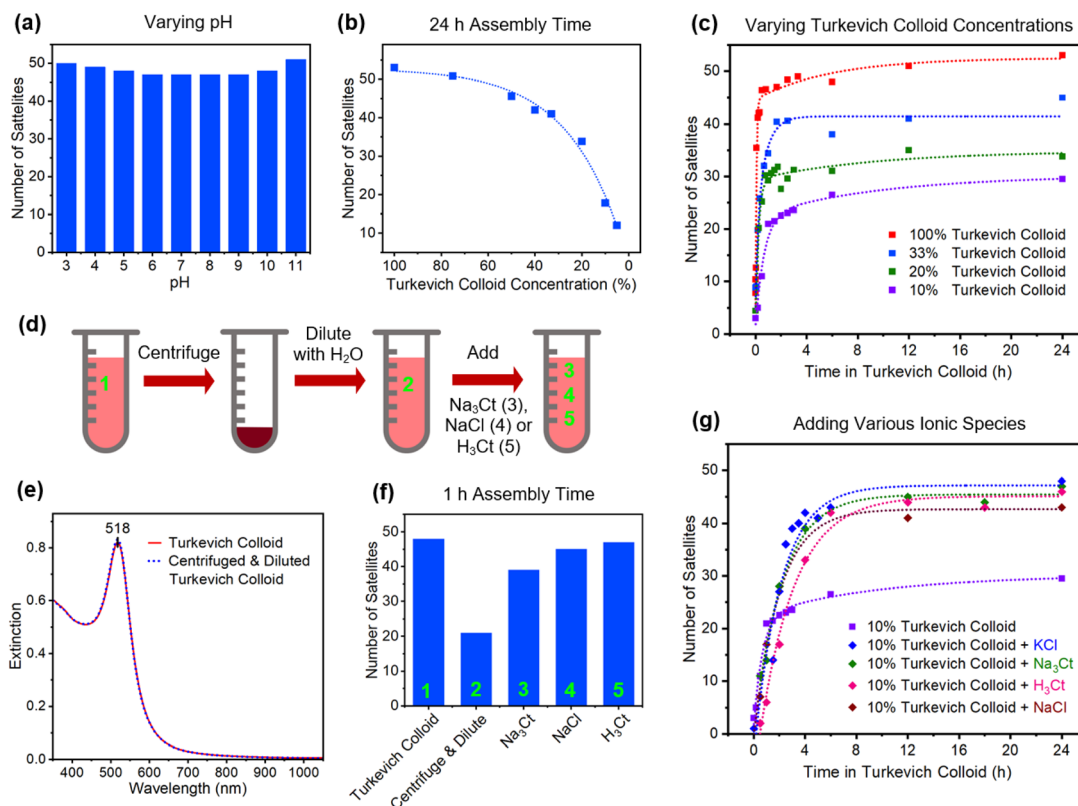 (a)
Varying pH
Number of Sattelites
50
40
30
20
10
0
3 4 5 6 7 8 9 10 11
pH
(b)
24 h Assembly Time
Number of Satellites
50
40
30
20
10
100 80 60 40 20 0
Turkevich Colloid Concentration (%)
(c)
Varying Turkevich Colloid Concentrations
Number of Satellites
50
40
30
20
10
0
100% Turkevich Colloid
33% Turkevich Colloid
20% Turkevich Colloid
10% Turkevich Colloid
0 4 8 12 16 20 24
Time in Turkevich Colloid (h)
(d)
1
Centrifuge
Dilute
with H₂O
2
Add
Na₃Ct (3),
NaCl (4) or
H₃Ct (5)
3
4
5
(e)
Extinction
0.8
0.6
0.4
0.2
0.0
518
Turkevich Colloid
Centrifuged & Diluted
Turkevich Colloid
400 500 600 700 800 900 1000
Wavelength (nm)
(f)
1 h Assembly Time
Number of Satellites
50
40
30
20
10
0
1 2 3 4 5
Turkevich Colloid
Centrifuge & Dilute
Na₃Ct
NaCl
H₃Ct
(g)
Adding Various Ionic Species
Number of Satellites
50
40
30
20
10
0
10% Turkevich Colloid
10% Turkevich Colloid + KCl
10% Turkevich Colloid + Na₃Ct
10% Turkevich Colloid + H₃Ct
10% Turkevich Colloid + NaCl
0 4 8 12 16 20 24
Time in Turkevich Colloid (h)